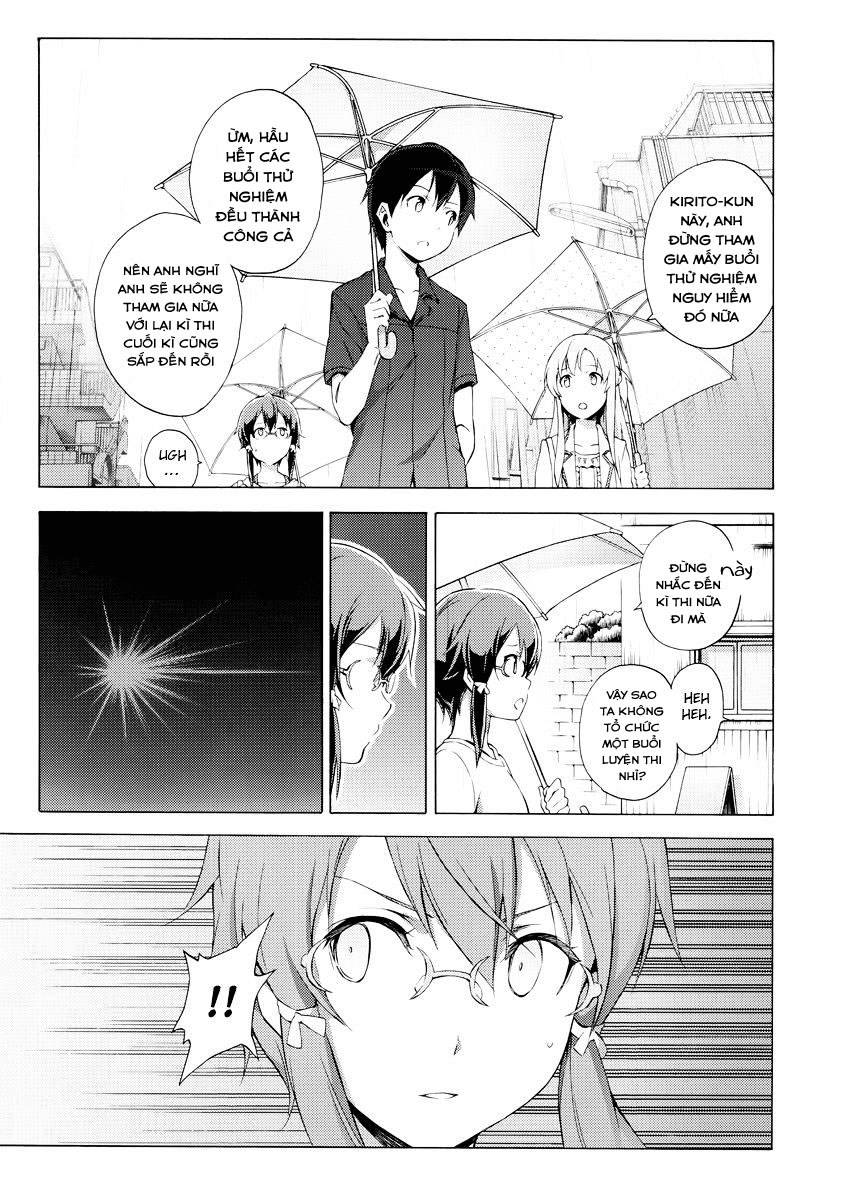 KIRITO-KUN
NÀY, ANH
ĐỪNG THAM
GIA MẤY BUỔI
THỬ NGHIỆM
NGUY HIỂM
ĐÓ NỮA
ỪM, HẦU
HẾT CÁC
BUỔI THỬ
NGHIỆM
ĐỀU THÀNH
CÔNG CẢ
NÊN ANH NGHĨ
ANH SẼ KHÔNG
THAM GIA NỮA
VỚI LẠI KÌ THI
CUỐI KÌ CŨNG
SẮP ĐẾN RỒI
UGH
...
này
ĐỪNG
NHẮC ĐẾN
KÌ THI NỮA
ĐI MÀ
HEH
HEH.
VẬY SAO
TA KHÔNG
TỔ CHỨC
MỘT BUỔI
LUYỆN THI
NHỈ?
!!